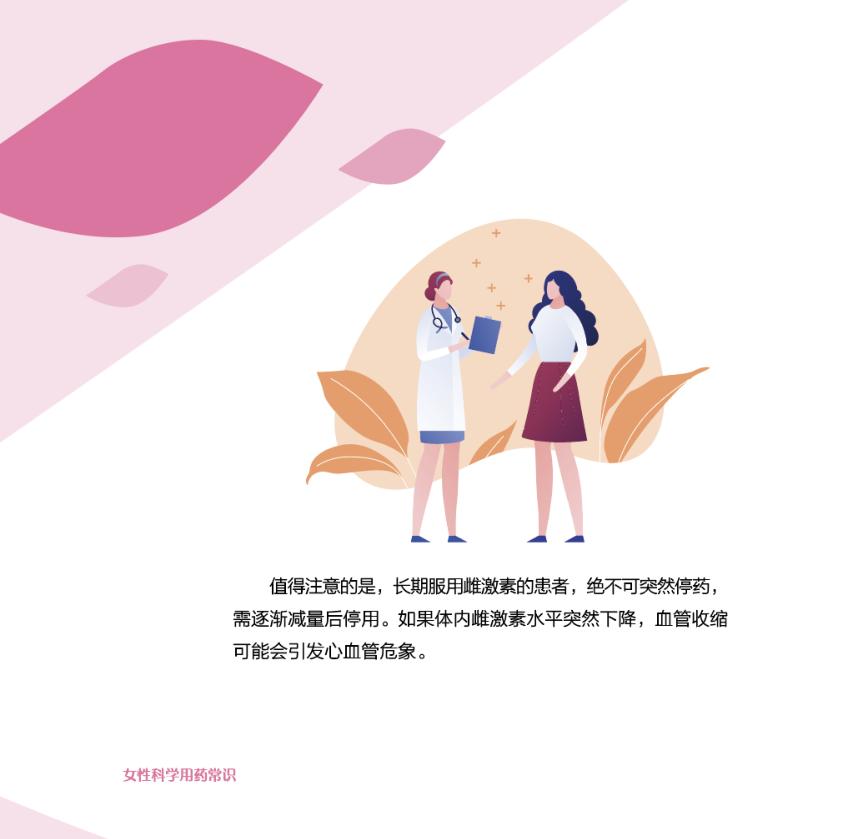 值得注意的是，长期服用雌激素的患者，绝不可突然停药，
需逐渐减量后停用。如果体内雌激素水平突然下降，血管收缩
可能会引发心血管危象。
女性科学用药常识